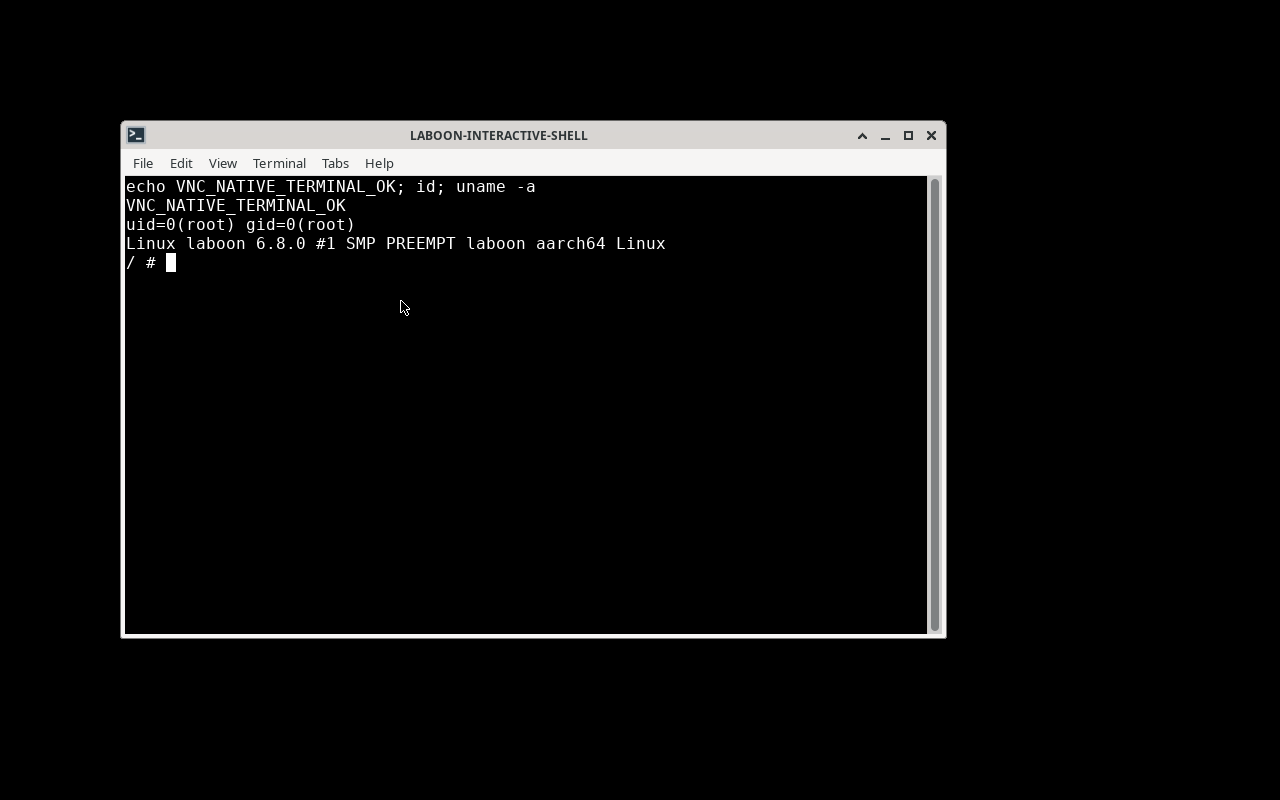 LABOON-INTERACTIVE-SHELL
File Edit View Terminal Tabs Help
echo VNC_NATIVE_TERMINAL_OK; id; uname -a
VNC_NATIVE_TERMINAL_OK
uid=0(root) gid=0(root)
Linux laboon 6.8.0 #1 SMP PREEMPT laboon aarch64 Linux
/ #